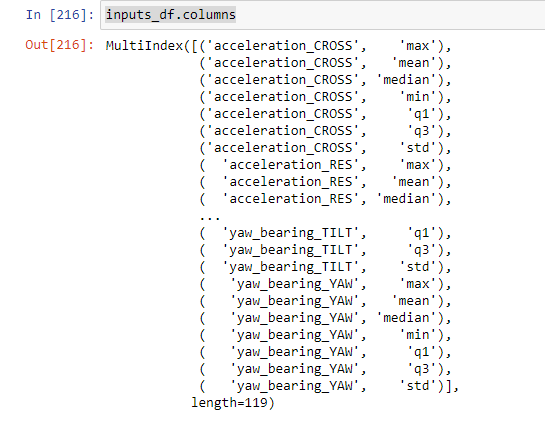 In [216]: inputs_df.columns
Out[216]: MultiIndex([('acceleration_CROSS',    'max'),
('acceleration_CROSS',   'mean'),
('acceleration_CROSS', 'median'),
('acceleration_CROSS',    'min'),
('acceleration_CROSS',     'q1'),
('acceleration_CROSS',     'q3'),
('acceleration_CROSS',    'std'),
(  'acceleration_RES',    'max'),
(  'acceleration_RES',   'mean'),
(  'acceleration_RES', 'median'),
...
(  'yaw_bearing_TILT',     'q1'),
(  'yaw_bearing_TILT',     'q3'),
(  'yaw_bearing_TILT',    'std'),
(   'yaw_bearing_YAW',    'max'),
(   'yaw_bearing_YAW',   'mean'),
(   'yaw_bearing_YAW', 'median'),
(   'yaw_bearing_YAW',    'min'),
(   'yaw_bearing_YAW',     'q1'),
(   'yaw_bearing_YAW',     'q3'),
(   'yaw_bearing_YAW',    'std')],
length=119)